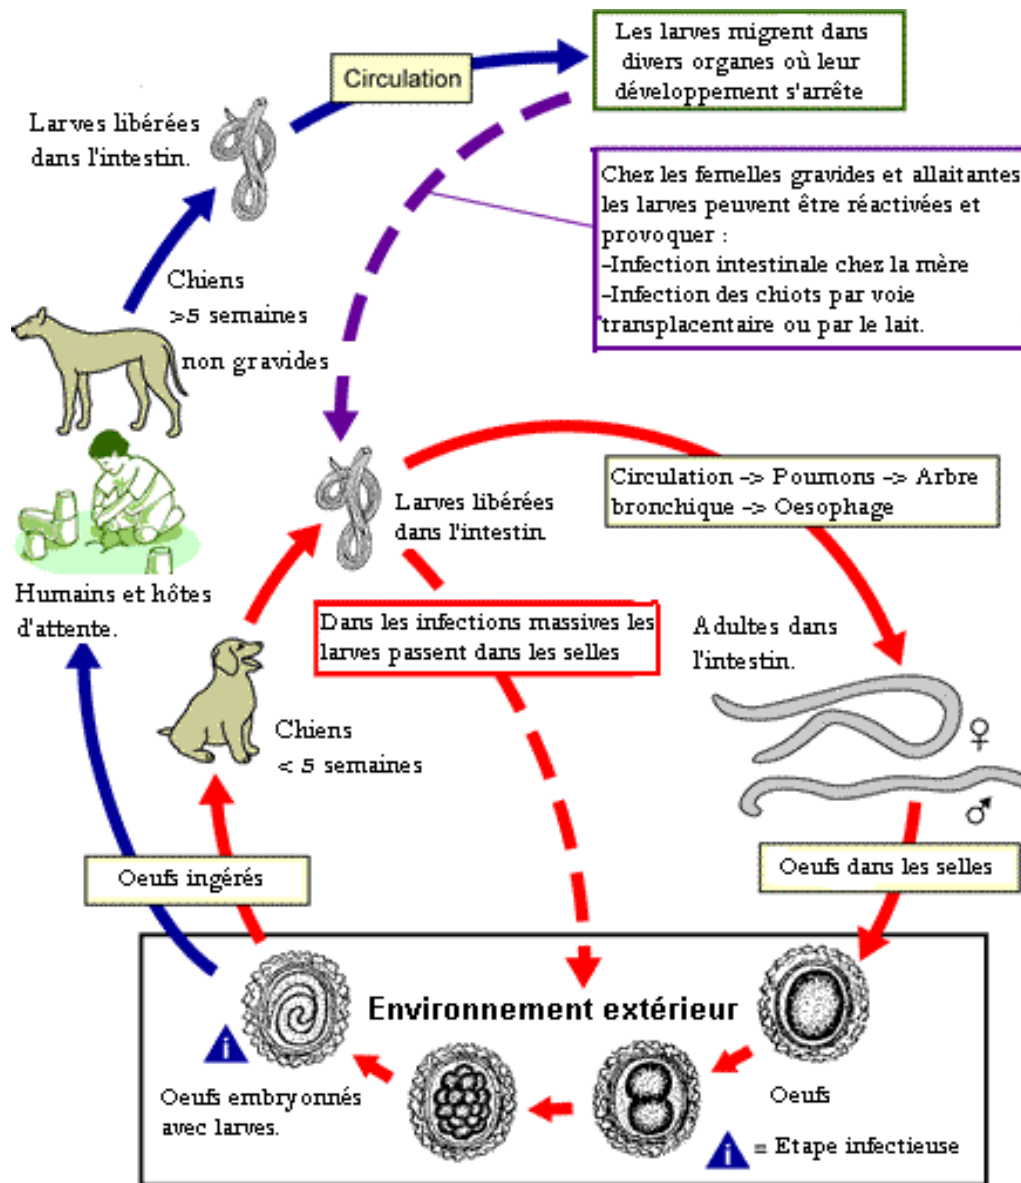 Les larves migrent dans
divers organes où leur
développement s'arrête
Circulation
Larves libérées
dans l'intestin.
Chez les femelles gravides et allaitantes
les larves peuvent être réactivées et
provoquer :
-Infection intestinale chez la mère
-Infection des chiots par voie
transplacentaire ou par le lait.
Chiens
>5 semaines
non gravides
Circulation -> Poumons -> Arbre
bronchique -> Oesophage
Larves libérées
dans l'intestin.
Humains et hôtes
d'attente.
Dans les infections massives les
larves passent dans les selles
Adultes dans
l'intestin.
♀
♂
Chiens
< 5 semaines
Oeufs ingérés
Oeufs dans les selles
Environnement extérieur
i
Oeufs embryonnés
avec larves.
Oeufs
i = Etape infectieuse